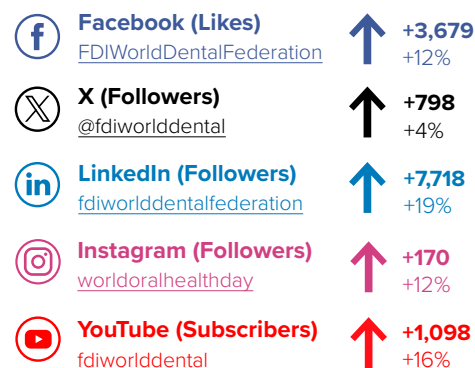 Facebook (Likes)
FDIWorldDentalFederation
+3,679
+12%
X (Followers)
@fdiworlddental
+798
+4%
LinkedIn (Followers)
fdiworlddentalfederation
+7,718
+19%
Instagram (Followers)
worldoralhealthday
+170
+12%
YouTube (Subscribers)
fdiworlddental
+1,098
+16%